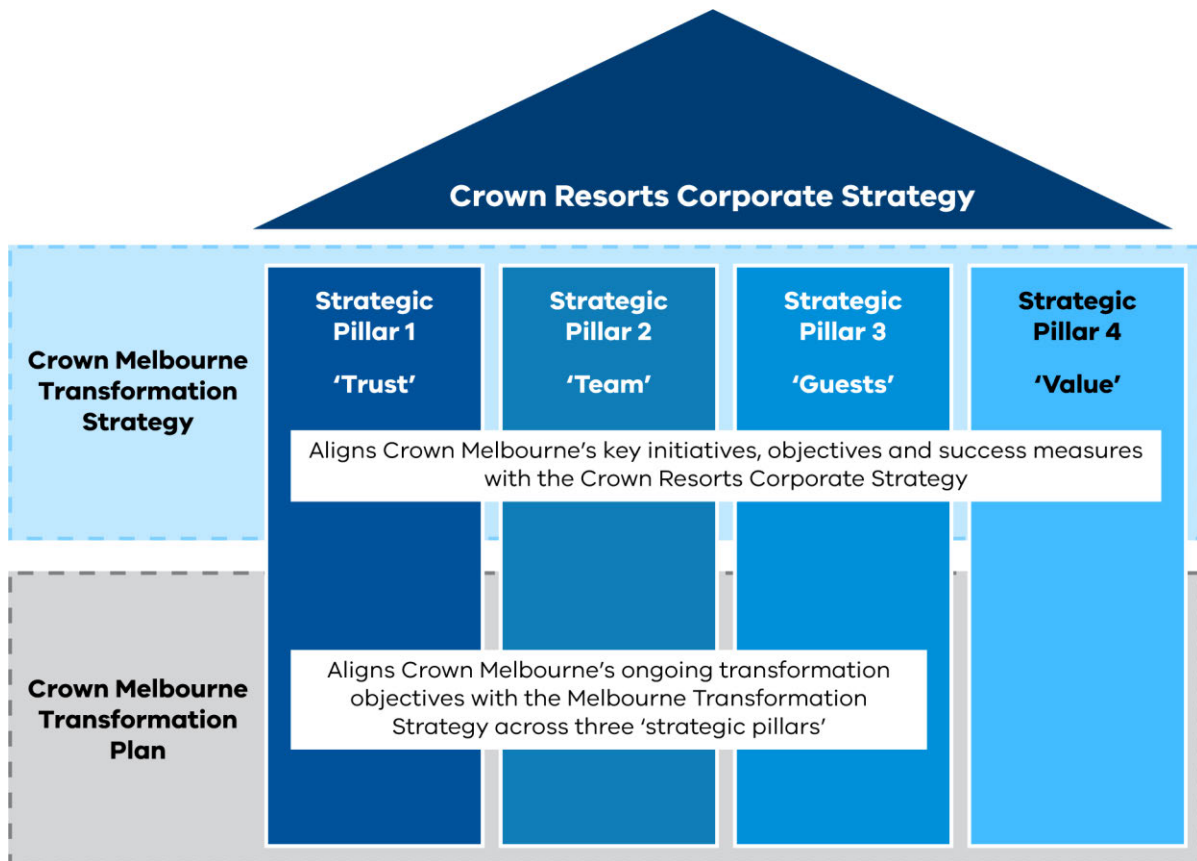 Crown Resorts Corporate Strategy
Crown Melbourne
Transformation
Strategy
Strategic
Pillar 1
‘Trust’
Strategic
Pillar 2
‘Team’
Strategic
Pillar 3
‘Guests’
Strategic
Pillar 4
‘Value’
Aligns Crown Melbourne’s key initiatives, objectives and success measures
with the Crown Resorts Corporate Strategy
Crown Melbourne
Transformation
Plan
Aligns Crown Melbourne’s ongoing transformation
objectives with the Melbourne Transformation
Strategy across three ‘strategic pillars’